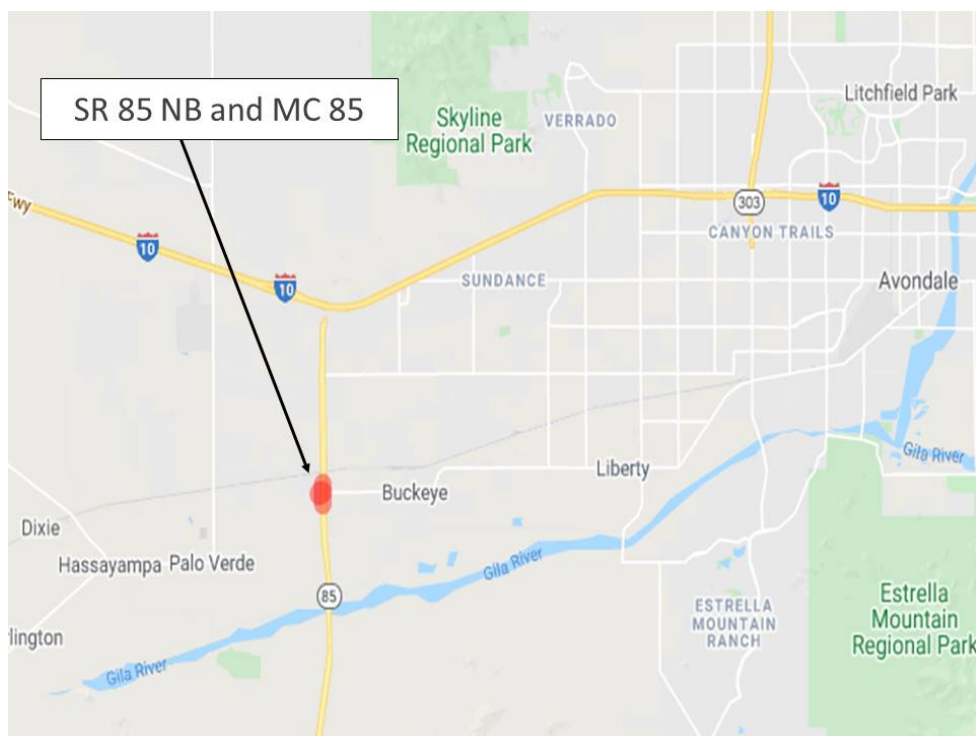 SR 85 NB and MC 85
Skyline
Regional Park
VERRADO
Litchfield Park
Fwy
10
10
303
10
CANYON TRAILS
SUNDANCE
Avondale
Liberty
Buckeye
Gila River
Dixie
Hassayampa
Palo Verde
Gila River
85
ESTRELLA
MOUNTAIN
RANCH
Estrella
Mountain
Regional Park
lington
Gila River